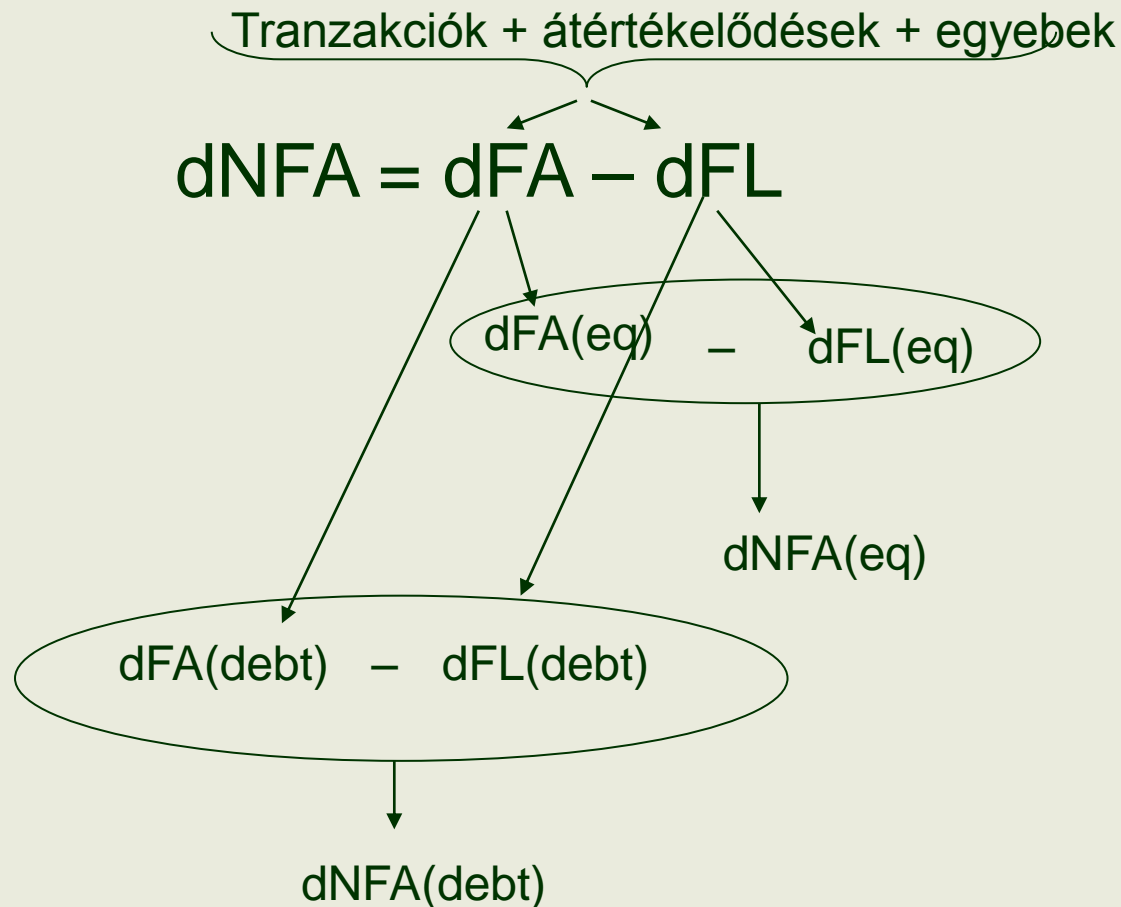 Tranzakciók + átértékelődések + egyebek
dNFA = dFA – dFL
dFA(eq) – dFL(eq)
dNFA(eq)
dFA(debt) – dFL(debt)
dNFA(debt)